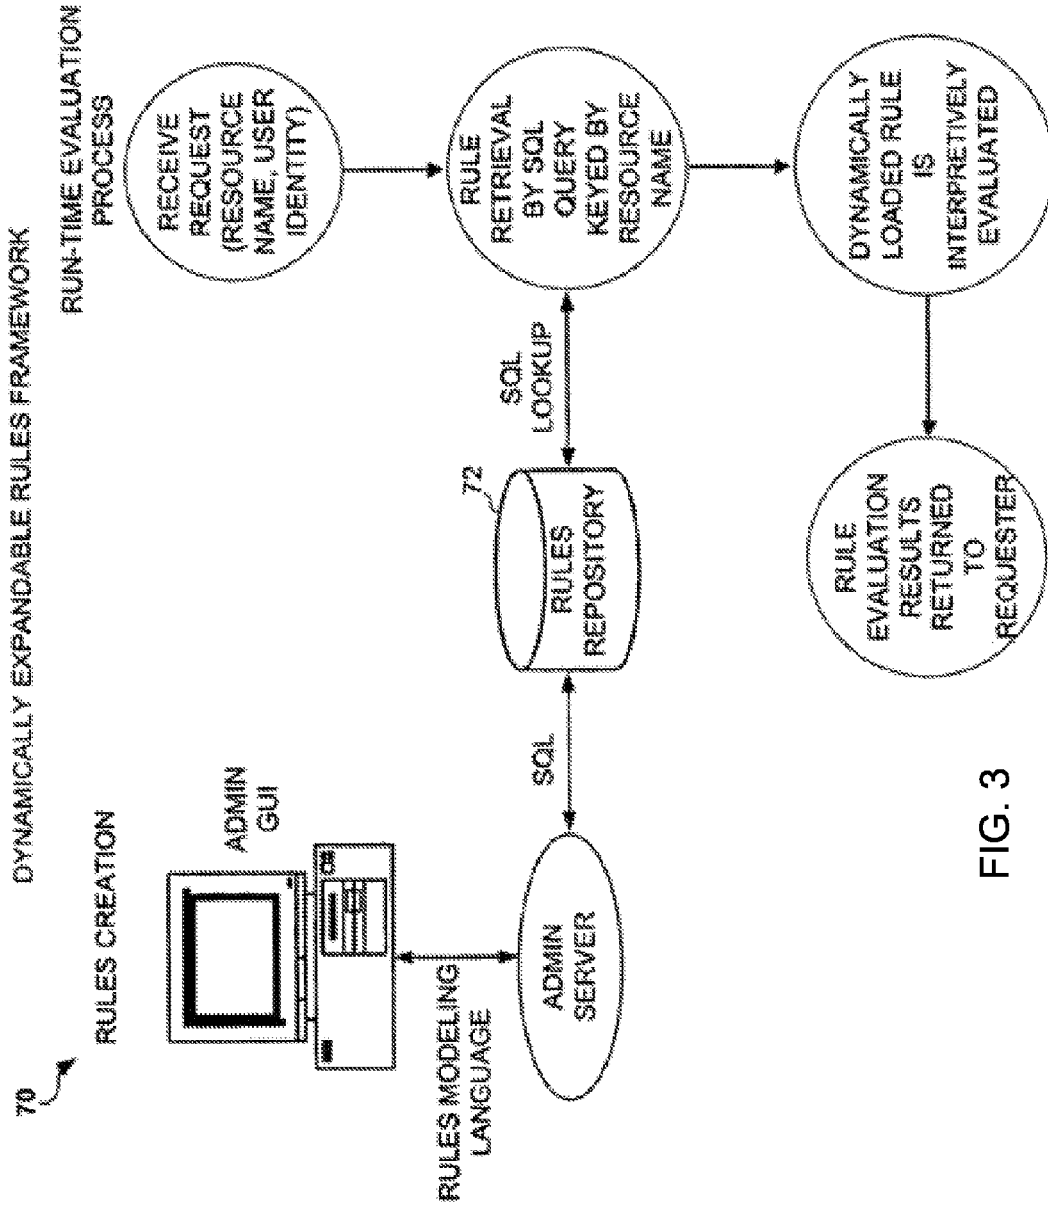 DYNAMICALLY EXPANDABLE RULES FRAMEWORK
70
RULES CREATION
ADMIN
GUI
RULES MODELING
LANGUAGE
ADMIN
SERVER
SQL
72
RULES
REPOSITORY
SQL
LOOKUP
RUN-TIME EVALUATION
PROCESS
RECEIVE
REQUEST
(RESOURCE
NAME, USER
IDENTITY)
RULE
RETRIEVAL
BY SQL
QUERY
KEYED BY
RESOURCE
NAME
DYNAMICALLY
LOADED RULE
IS
INTERPRETIVELY
EVALUATED
RULE
EVALUATION
RESULTS
RETURNED
TO
REQUESTER
FIG. 3